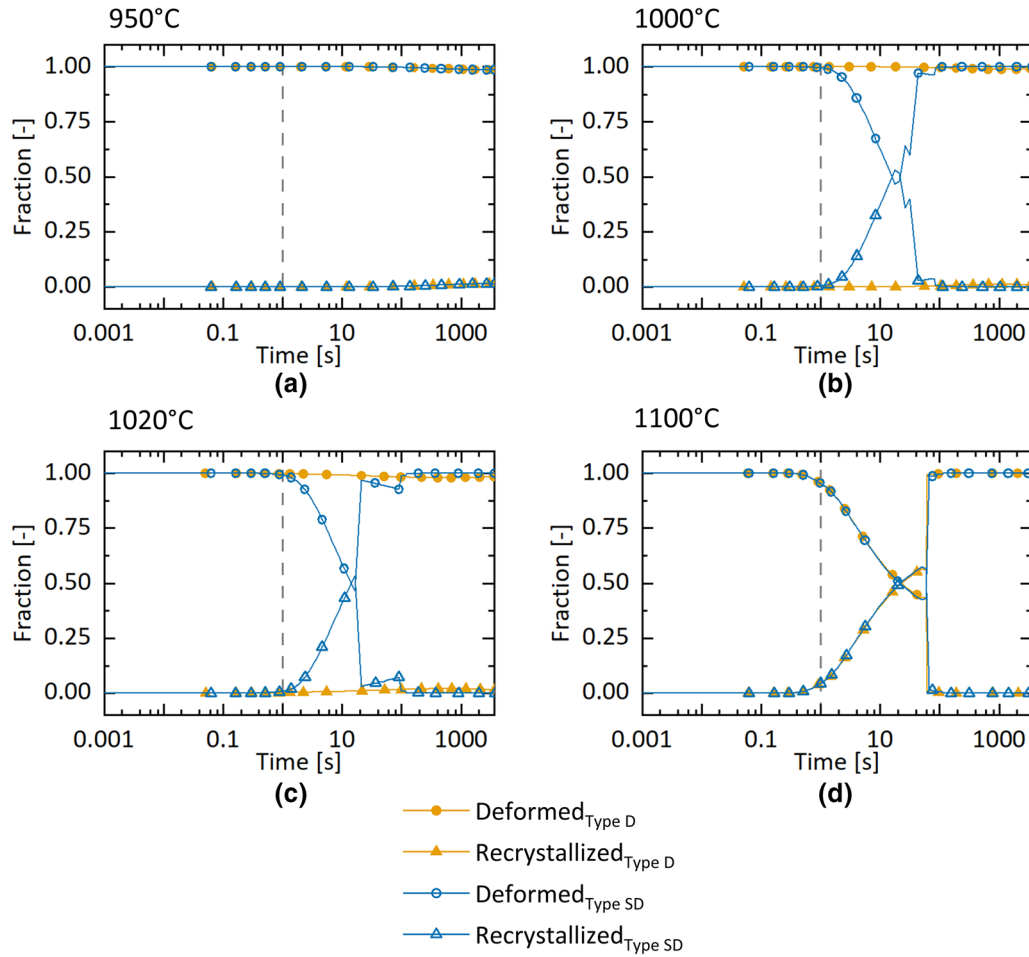 950°C
1000°C
1.00
0.75
0.50
0.25
0.00
Fraction [-]
0.001 0.1 10 1000
Time [s]
(a)
1.00
0.75
0.50
0.25
0.00
Fraction [-]
0.001 0.1 10 1000
Time [s]
(b)
1020°C
1100°C
1.00
0.75
0.50
0.25
0.00
Fraction [-]
0.001 0.1 10 1000
Time [s]
(c)
1.00
0.75
0.50
0.25
0.00
Fraction [-]
0.001 0.1 10 1000
Time [s]
(d)
Deformed Type D
Recrystallized Type D
Deformed Type SD
Recrystallized Type SD